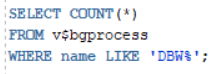 SELECT COUNT(*)
FROM v$bgprocess
WHERE name LIKE 'DBW%';